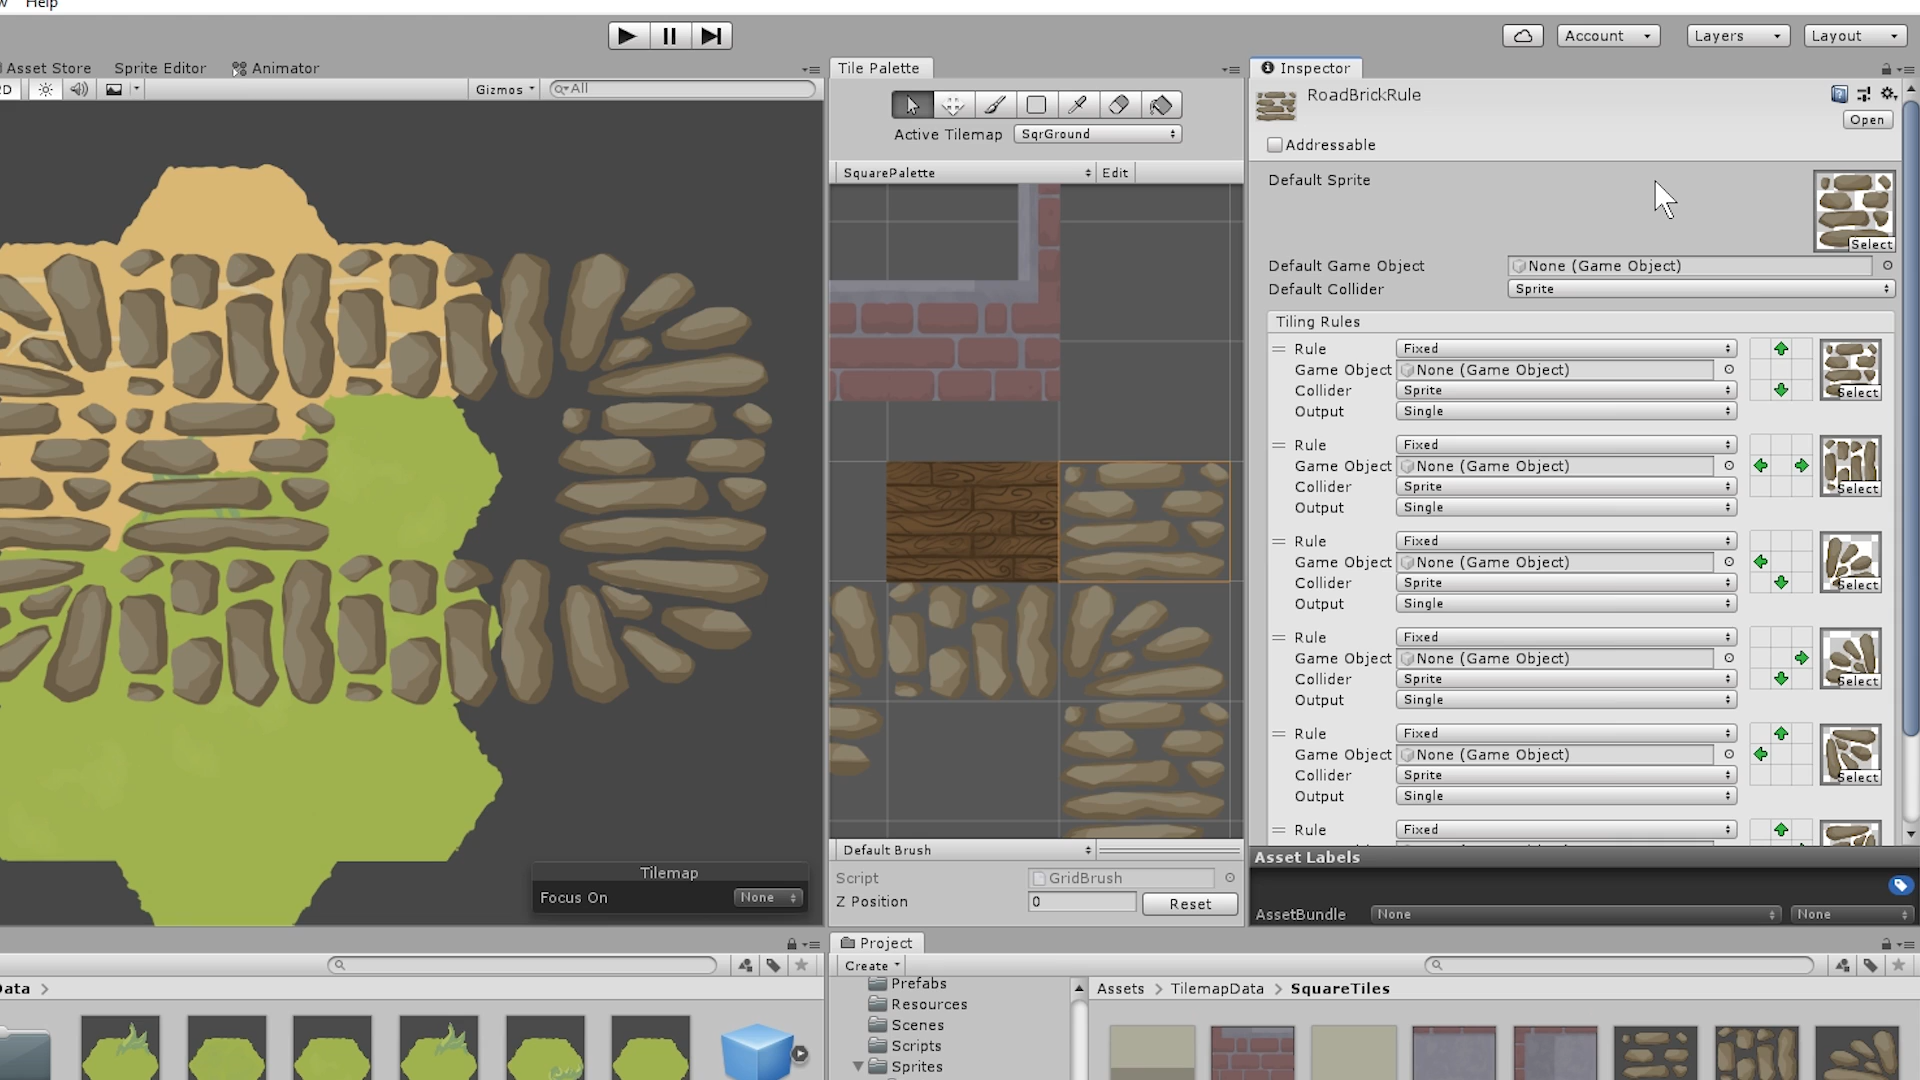 w Help
Account
Layers
Layout
Asset Store
Sprite Editor
Animator
Tile Palette
Inspector
Gizmos
All
RoadBrickRule
Open
Active Tilemap
SqrGround
Addressable
SquarePalette
Edit
Default Sprite
Select
Default Game Object
None (Game Object)
Default Collider
Sprite
Tiling Rules
Rule
Fixed
Game Object
None (Game Object)
Collider
Sprite
Select
Output
Single
Rule
Fixed
Game Object
None (Game Object)
Collider
Sprite
Select
Output
Single
Rule
Fixed
Game Object
None (Game Object)
Collider
Sprite
Select
Output
Single
Rule
Fixed
Game Object
None (Game Object)
Collider
Sprite
Select
Output
Single
Rule
Fixed
Game Object
None (Game Object)
Collider
Sprite
Select
Output
Single
Rule
Fixed
Tilemap
Focus On
None
Default Brush
Script
GridBrush
Z Position
0
Reset
Asset Labels
AssetBundle
None
None
Project
Create
ata >
Prefabs
Resources
Scenes
Scripts
Sprites
Assets > TilemapData > SquareTiles